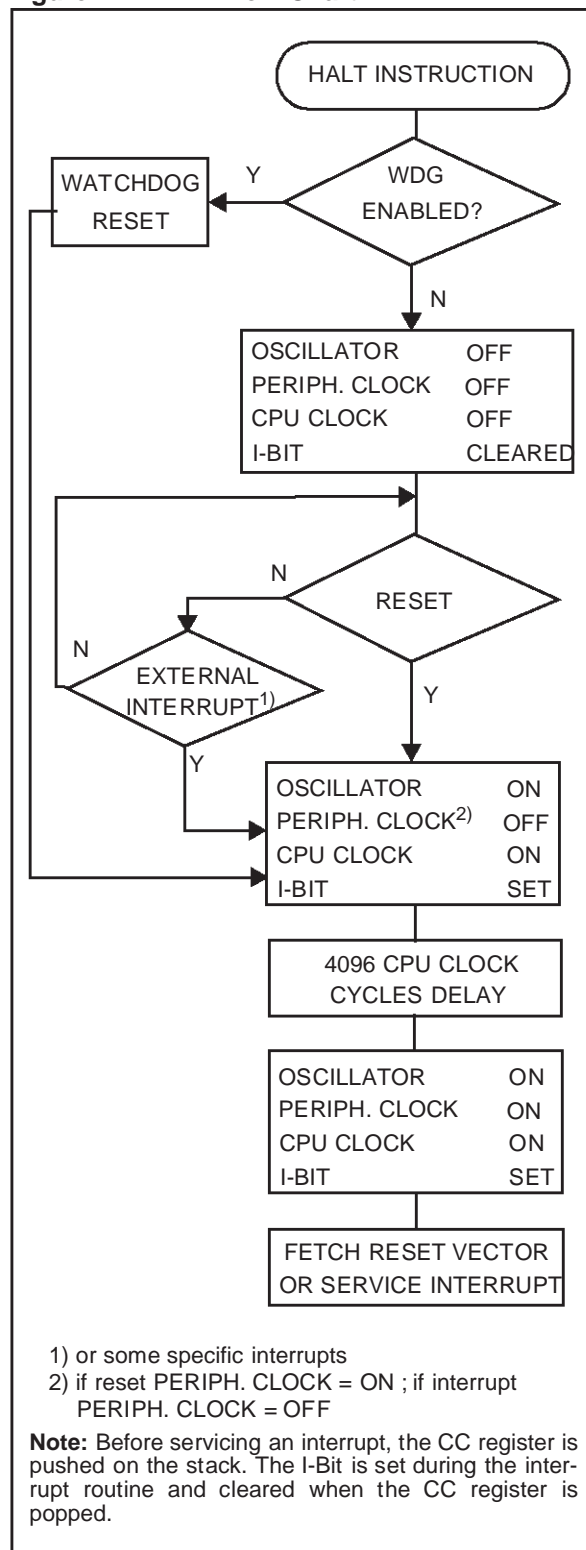 HALT INSTRUCTION
WATCHDOG
RESET
Y
WDG
ENABLED?
N
OSCILLATOR OFF
PERIPH. CLOCK OFF
CPU CLOCK OFF
I-BIT CLEARED
N
RESET
N
EXTERNAL
INTERRUPT1)
Y
Y
OSCILLATOR ON
PERIPH. CLOCK2) OFF
CPU CLOCK ON
I-BIT SET
4096 CPU CLOCK
CYCLES DELAY
OSCILLATOR ON
PERIPH. CLOCK ON
CPU CLOCK ON
I-BIT SET
FETCH RESET VECTOR
OR SERVICE INTERRUPT
1) or some specific interrupts
2) if reset PERIPH. CLOCK = ON ; if interrupt
PERIPH. CLOCK = OFF
Note: Before servicing an interrupt, the CC register is
pushed on the stack. The I-Bit is set during the inter-
rupt routine and cleared when the CC register is
popped.